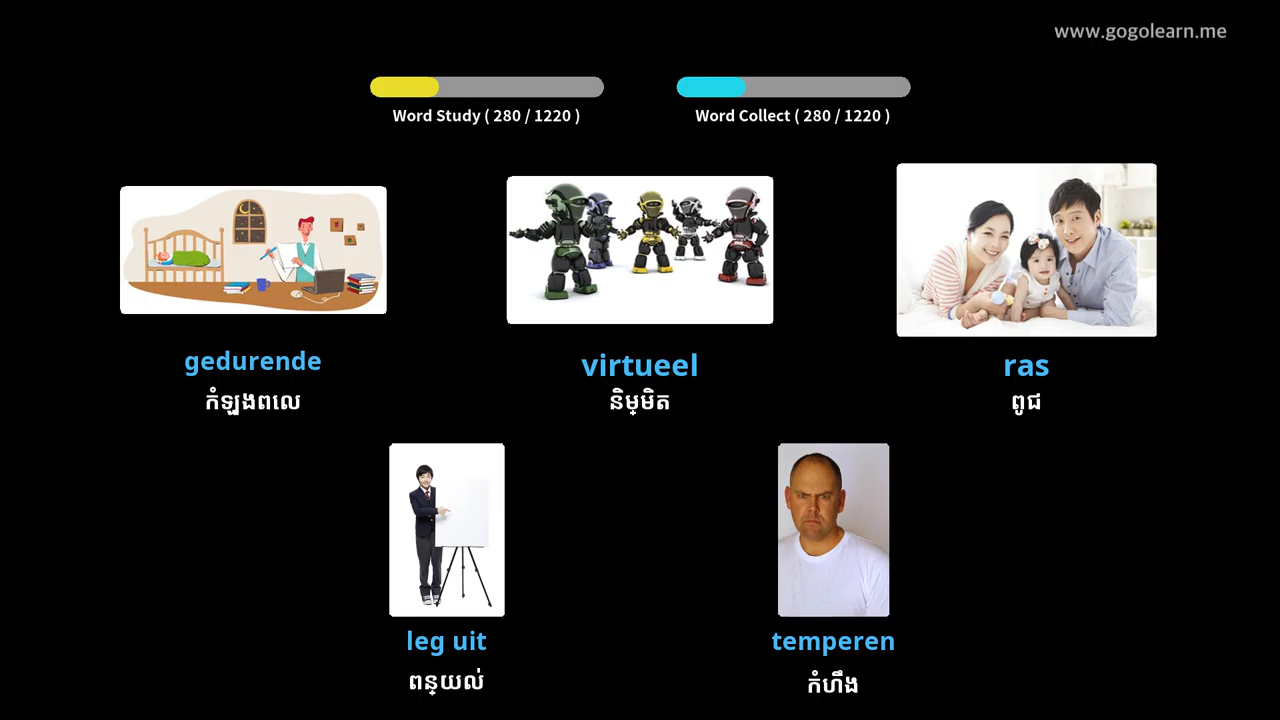 www.gogolearn.me
Word Study ( 280 / 1220 )
Word Collect ( 280 / 1220 )
gedurende
កំឡុងពលេ
virtueel
និម្មិត
ras
ពូជ
leg uit
ពន្យល់
temperen
កំហឹង